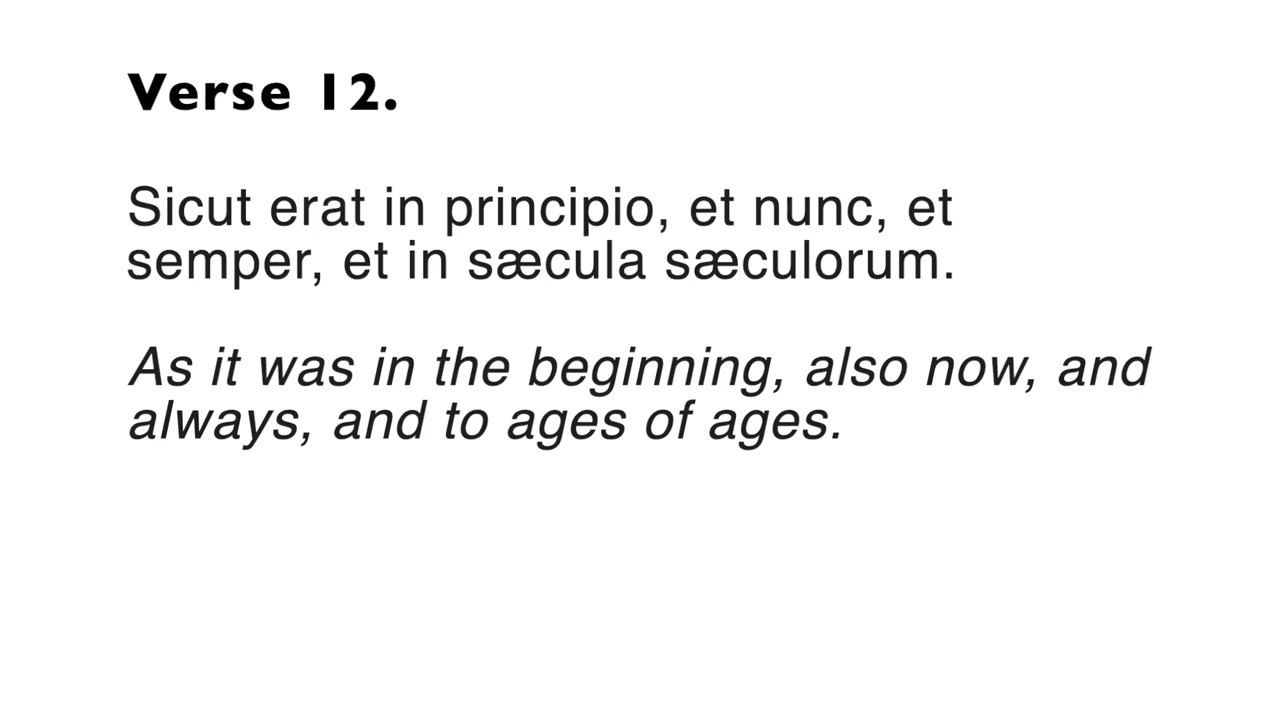 Verse 12.
Sicut erat in principio, et nunc, et
semper, et in sæcula sæculorum.
As it was in the beginning, also now, and
always, and to ages of ages.